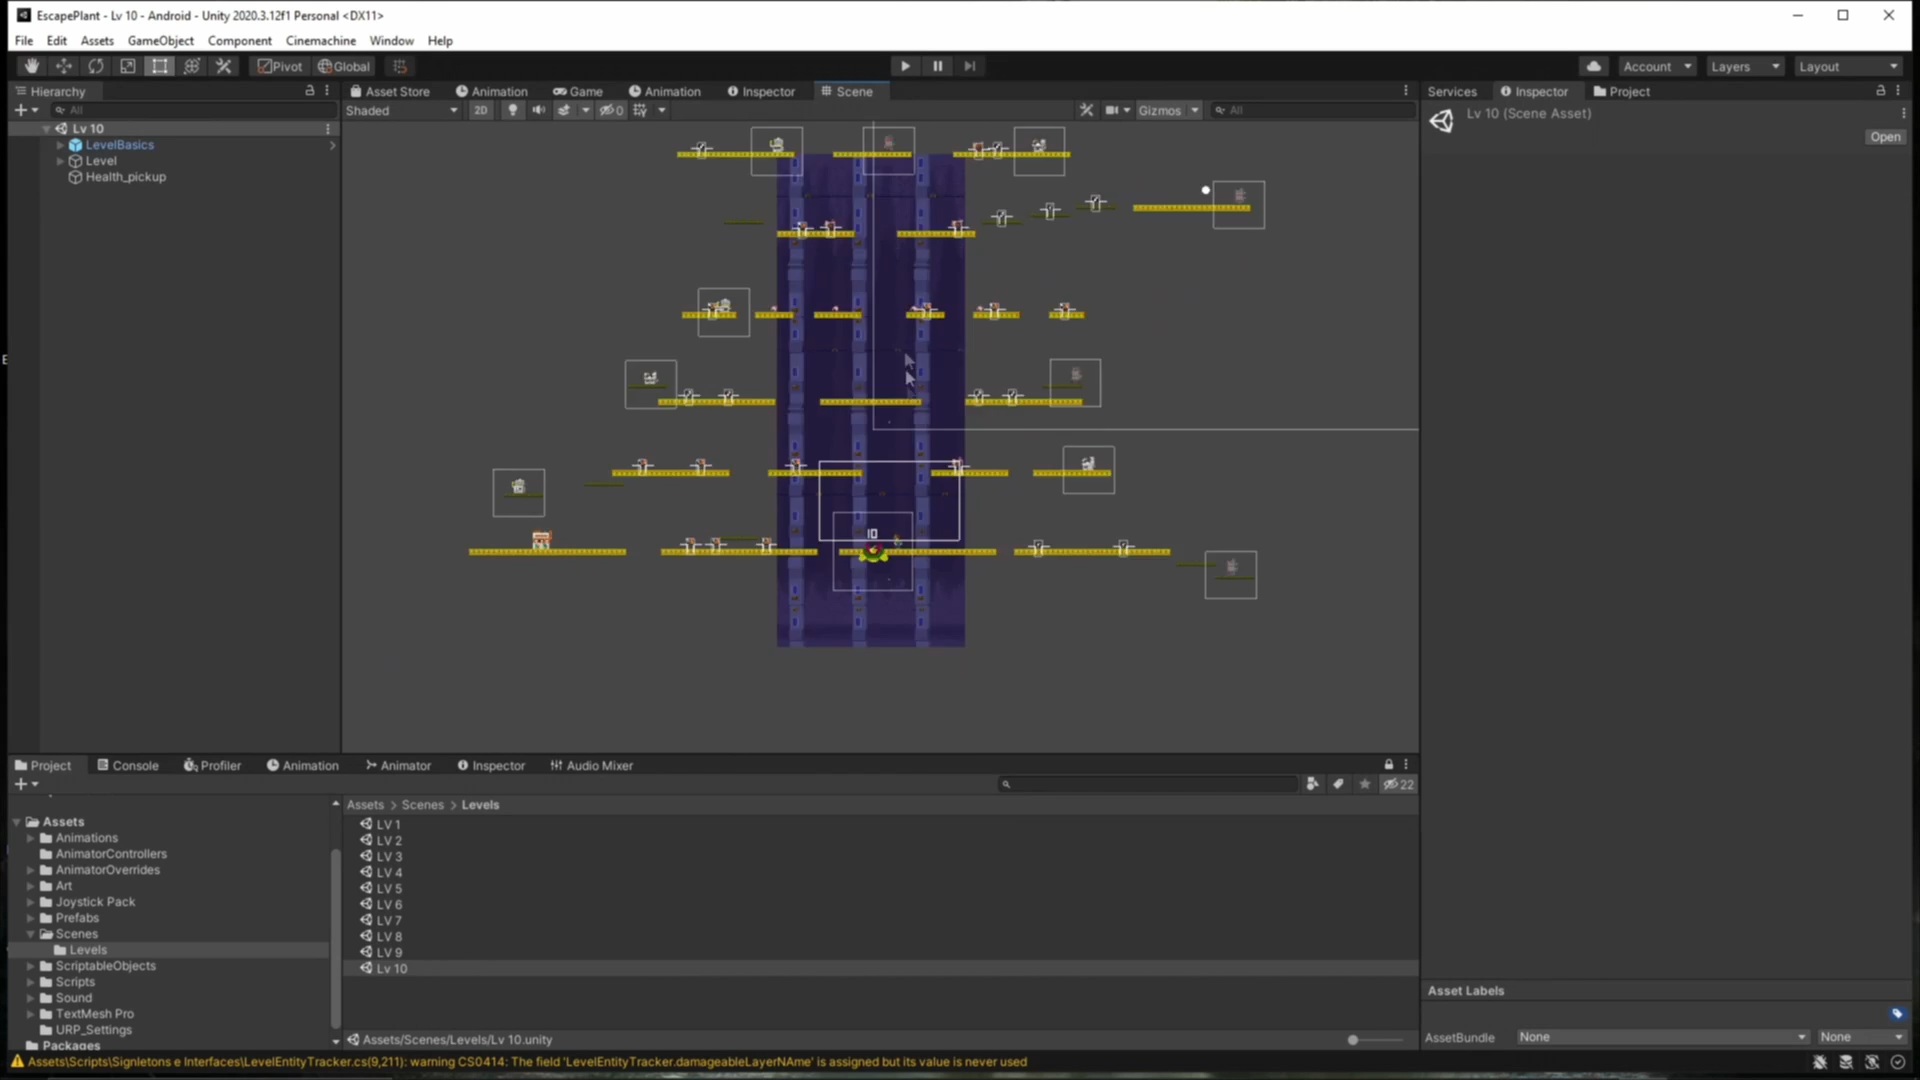 EscapePlant - Lv 10 - Android - Unity 2020.3.12f1 Personal <DX11>
File Edit Assets GameObject Component Cinemachine Window Help
Pivot Global Account Layers Layout
Hierarchy Asset Store Animation Game Animation Inspector Scene Services Inspector Project
All Shaded 2D 0 Gizmos All
Lv 10 (Scene Asset)
Open
Lv 10
LevelBasics
Level
Health_pickup
10
Project Console Profiler Animation Animator Inspector Audio Mixer
22
Assets > Scenes > Levels
Assets
Animations
AnimatorControllers
AnimatorOverrides
Art
Joystick Pack
Prefabs
Scenes
Levels
ScriptableObjects
Scripts
Sound
TextMesh Pro
URP_Settings
Packages
LV 1
LV 2
LV 3
LV 4
LV 5
LV 6
LV 7
LV 8
LV 9
Lv 10
Assets/Scenes/Levels/Lv 10.unity
Asset Labels
AssetBundle None None
Assets\Scripts\Signletons e Interfaces\LevelEntityTracker.cs(9,211): warning CS0414: The field 'LevelEntityTracker.damageableLayerNAme' is assigned but its value is never used